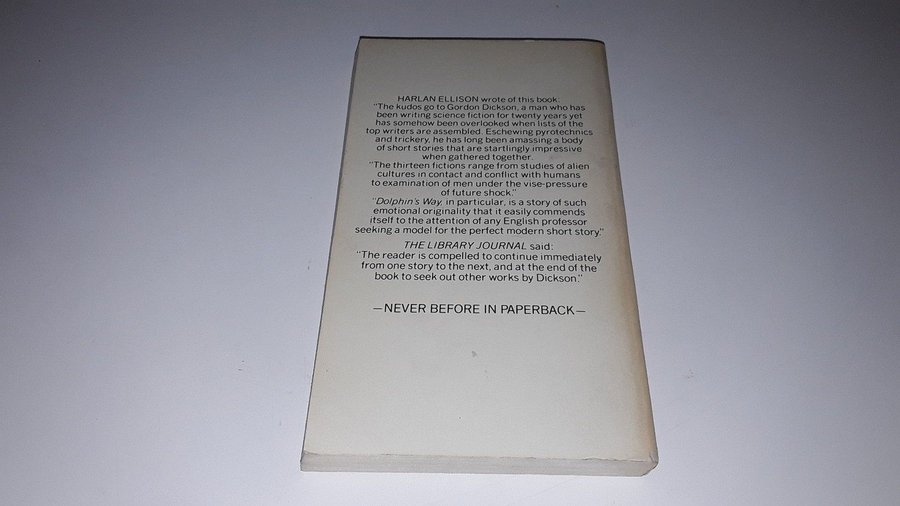 HARLAN ELLISON wrote of this book:
"The kudos go to Gordon Dickson, a man who has
been writing science fiction for twenty years yet
has somehow been overlooked when lists of the
top writers are assembled. Eschewing pyrotechnics
and trickery, he has long been amassing a body
of short stories that are startlingly impressive
when gathered together.
"The thirteen fictions range from studies of alien
cultures in contact and conflict with humans
to examination of men under the vise-pressure
of future shock."
"Dolphin's Way, in particular, is a story of such
emotional originality that it easily commends
itself to the attention of any English professor
seeking a model for the perfect modern short story."
THE LIBRARY JOURNAL said:
"The reader is compelled to continue immediately
from one story to the next, and at the end of the
book to seek out other works by Dickson."
—NEVER BEFORE IN PAPERBACK—